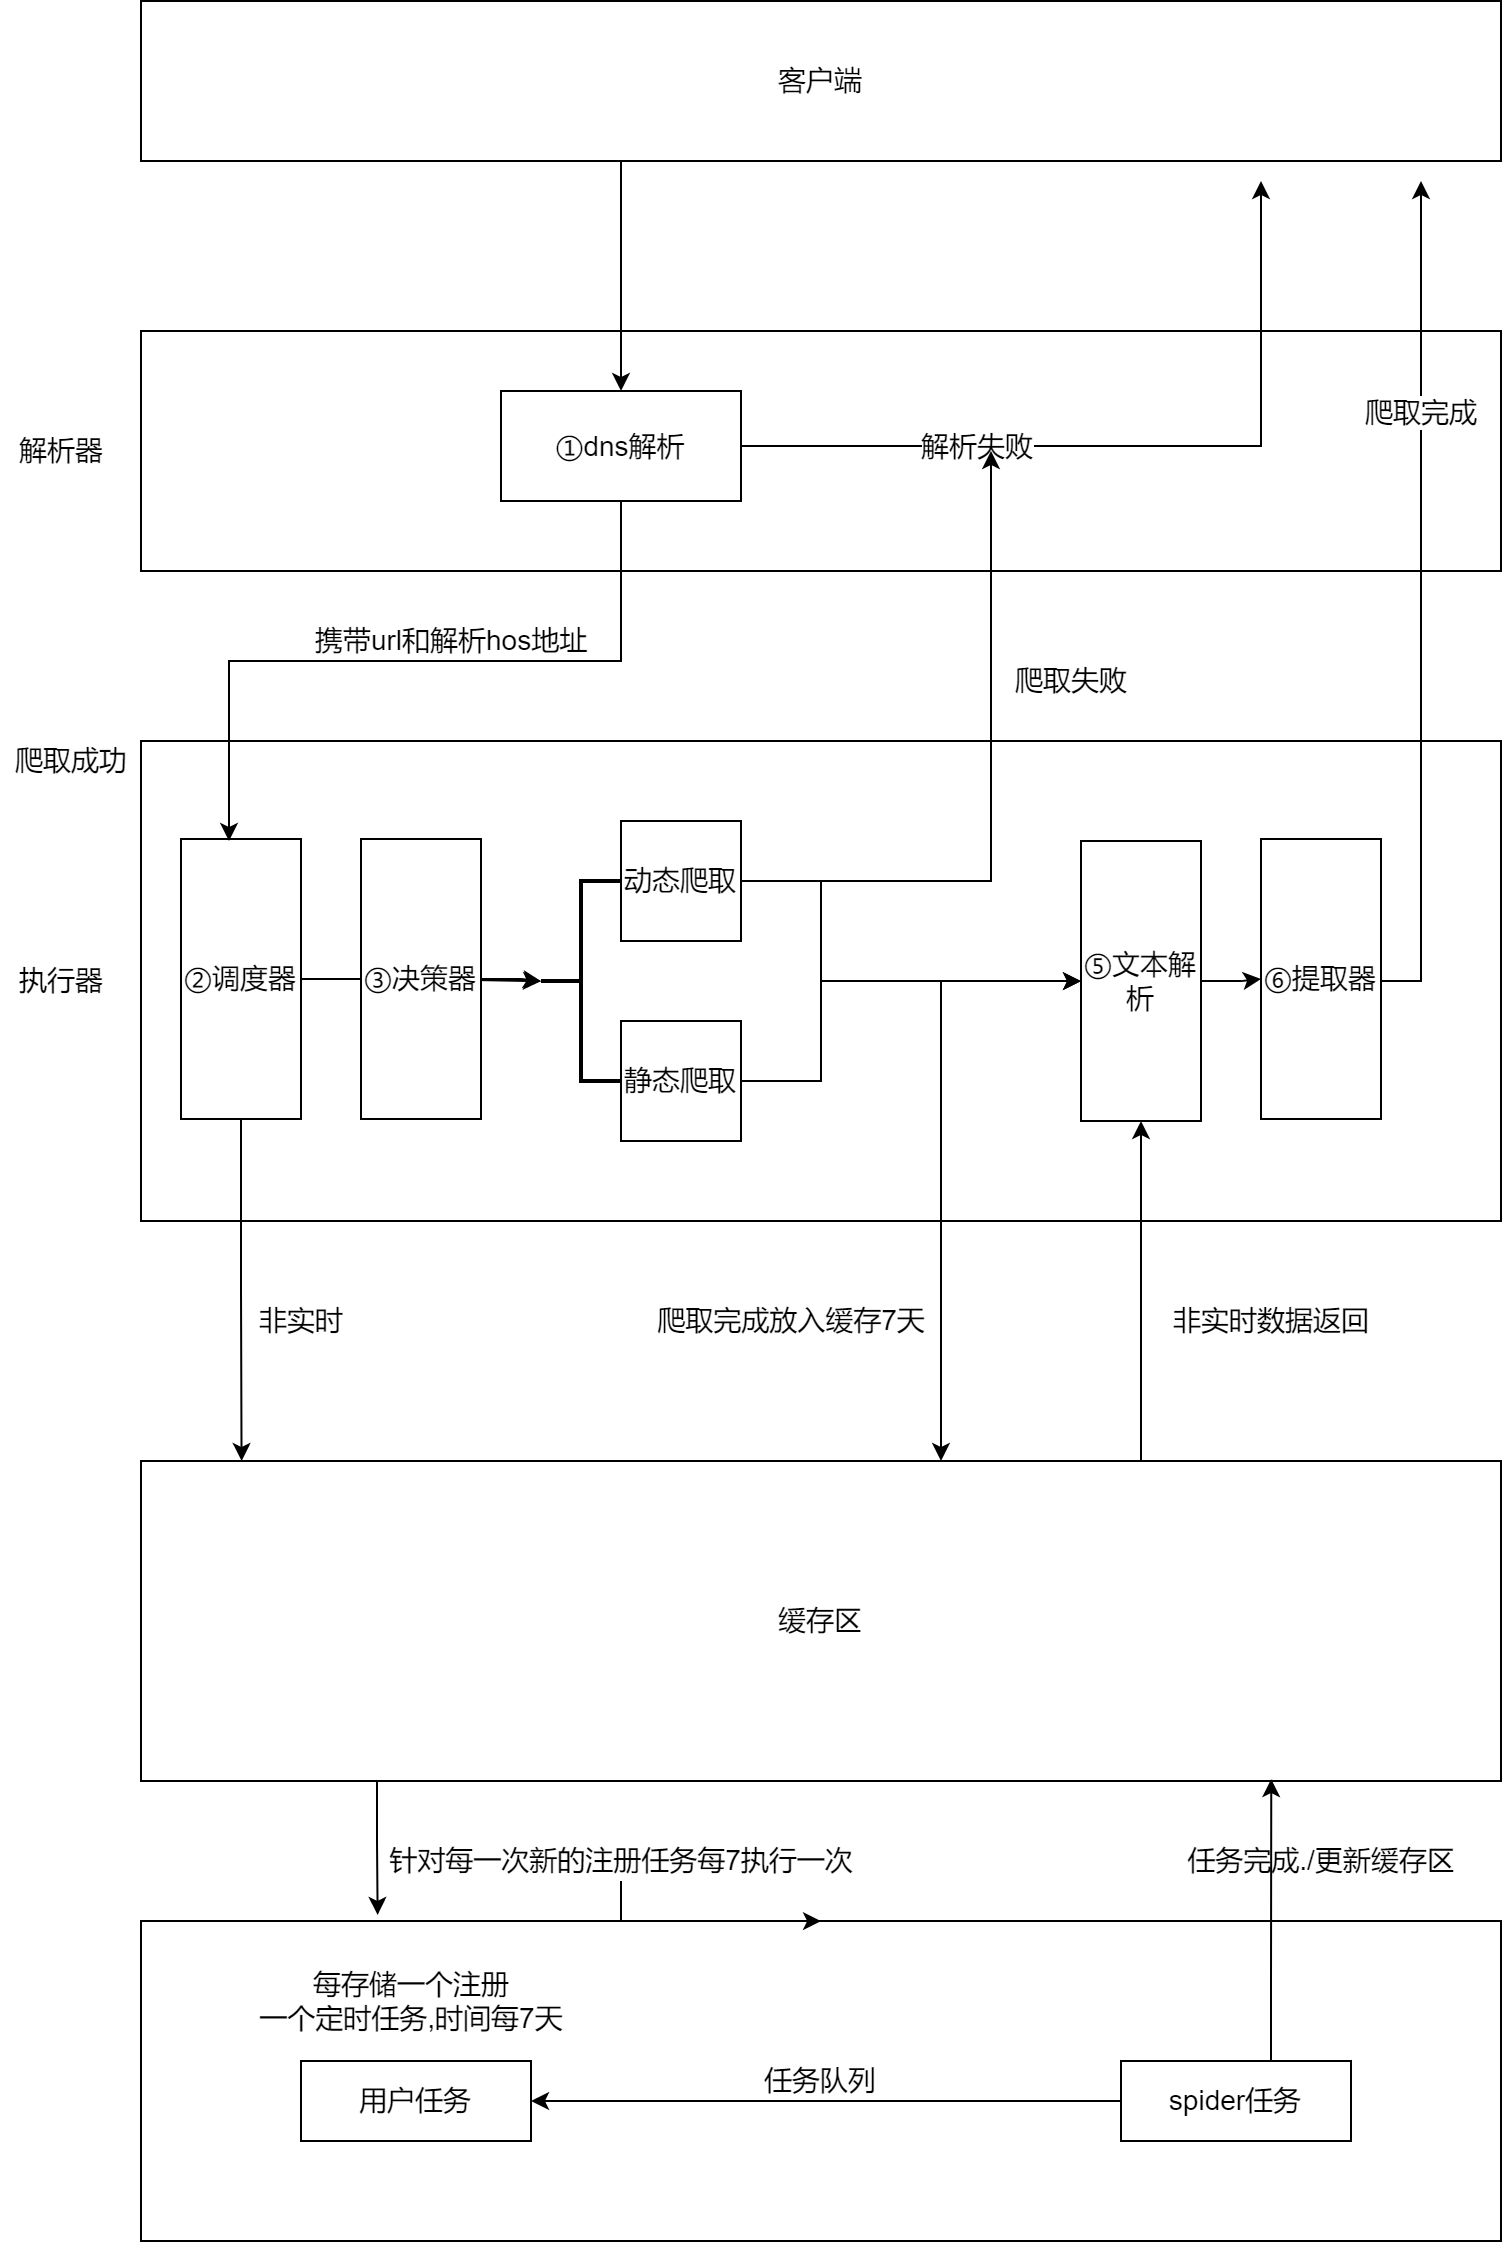 客户端
解析器
①dns解析
解析失败
爬取完成
携带url和解析hos地址
爬取失败
爬取成功
执行器
②调度器
③决策器
动态爬取
静态爬取
⑤文本解
析
⑥提取器
非实时
爬取完成放入缓存7天
非实时数据返回
缓存区
针对每一次新的注册任务每7执行一次
任务完成./更新缓存区
每存储一个注册
一个定时任务,时间每7天
用户任务
任务队列
spider任务